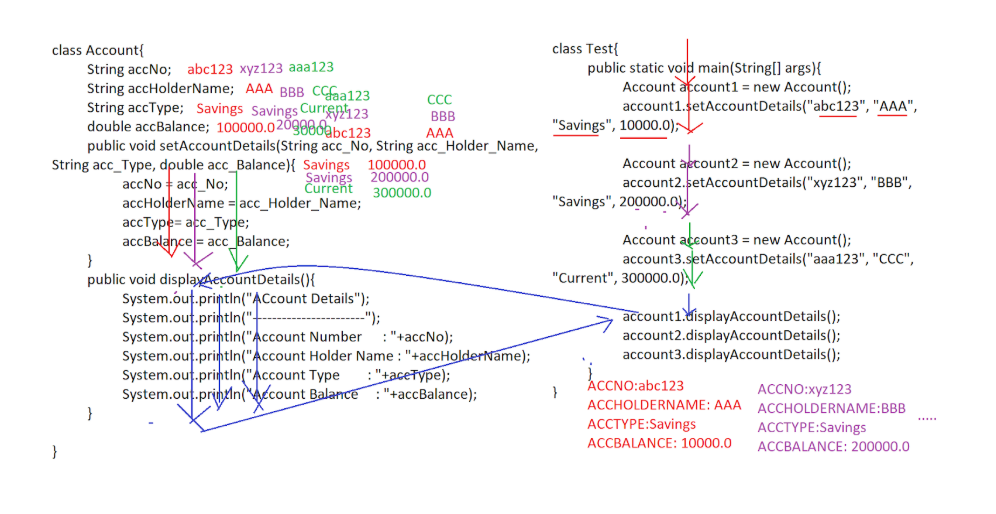 class Account{
String accNo; abc123 xyz123 aaa123
String accHolderName; AAA BBB CCC
aaa123 CCC
String accType; Savings Savings Current
xyz123 BBB
double accBalance; 100000.0 200000.0 300000.0
abc123 AAA
public void setAccountDetails(String acc_No, String acc_Holder_Name,
String acc_Type, double acc_Balance){ Savings 100000.0
Savings 200000.0
Current 300000.0
accNo = acc_No;
accHolderName = acc_Holder_Name;
accType= acc_Type;
accBalance = acc_Balance;
}
public void displayAccountDetails(){
System.out.println("ACcount Details");
System.out.println("----------------------");
System.out.println("Account Number : "+accNo);
System.out.println("Account Holder Name : "+accHolderName);
System.out.println("Account Type : "+accType);
System.out.println("Account Balance : "+accBalance);
}
}
class Test{
public static void main(String[] args){
Account account1 = new Account();
account1.setAccountDetails("abc123", "AAA",
"Savings", 10000.0);
Account account2 = new Account();
account2.setAccountDetails("xyz123", "BBB",
"Savings", 200000.0);
Account account3 = new Account();
account3.setAccountDetails("aaa123", "CCC",
"Current", 300000.0);
account1.displayAccountDetails();
account2.displayAccountDetails();
account3.displayAccountDetails();
}
}
ACCNO:abc123
ACCHOLDERNAME: AAA
ACCTYPE:Savings
ACCBALANCE: 10000.0
ACCNO:xyz123
ACCHOLDERNAME:BBB .....
ACCTYPE:Savings
ACCBALANCE: 200000.0